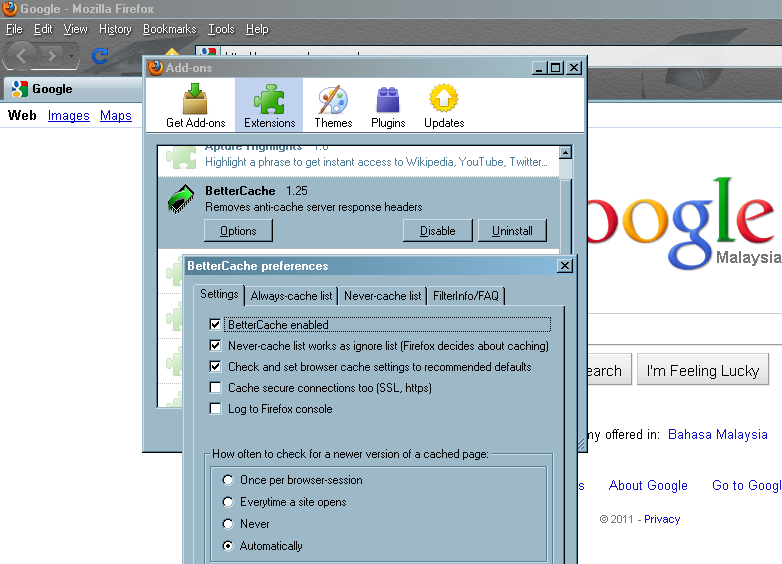 Google - Mozilla Firefox
File Edit View History Bookmarks Tools Help
Google
Add-ons
Get Add-ons Extensions Themes Plugins Updates
Web Images Maps
Apture Highlights
Highlight a phrase to get instant access to Wikipedia, YouTube, Twitter...
BetterCache 1.25
Removes anti-cache server response headers
Options Disable Uninstall
oogle
Malaysia
BetterCache preferences
Settings Always-cache list Never-cache list FilterInfo/FAQ
BetterCache enabled
Never-cache list works as ignore list (Firefox decides about caching)
Check and set browser cache settings to recommended defaults
Cache secure connections too (SSL, https)
Log to Firefox console
earch I'm Feeling Lucky
my offered in: Bahasa Malaysia
How often to check for a newer version of a cached page:
Once per browser-session
Everytime a site opens
Never
Automatically
s About Google Go to Googl
© 2011 - Privacy